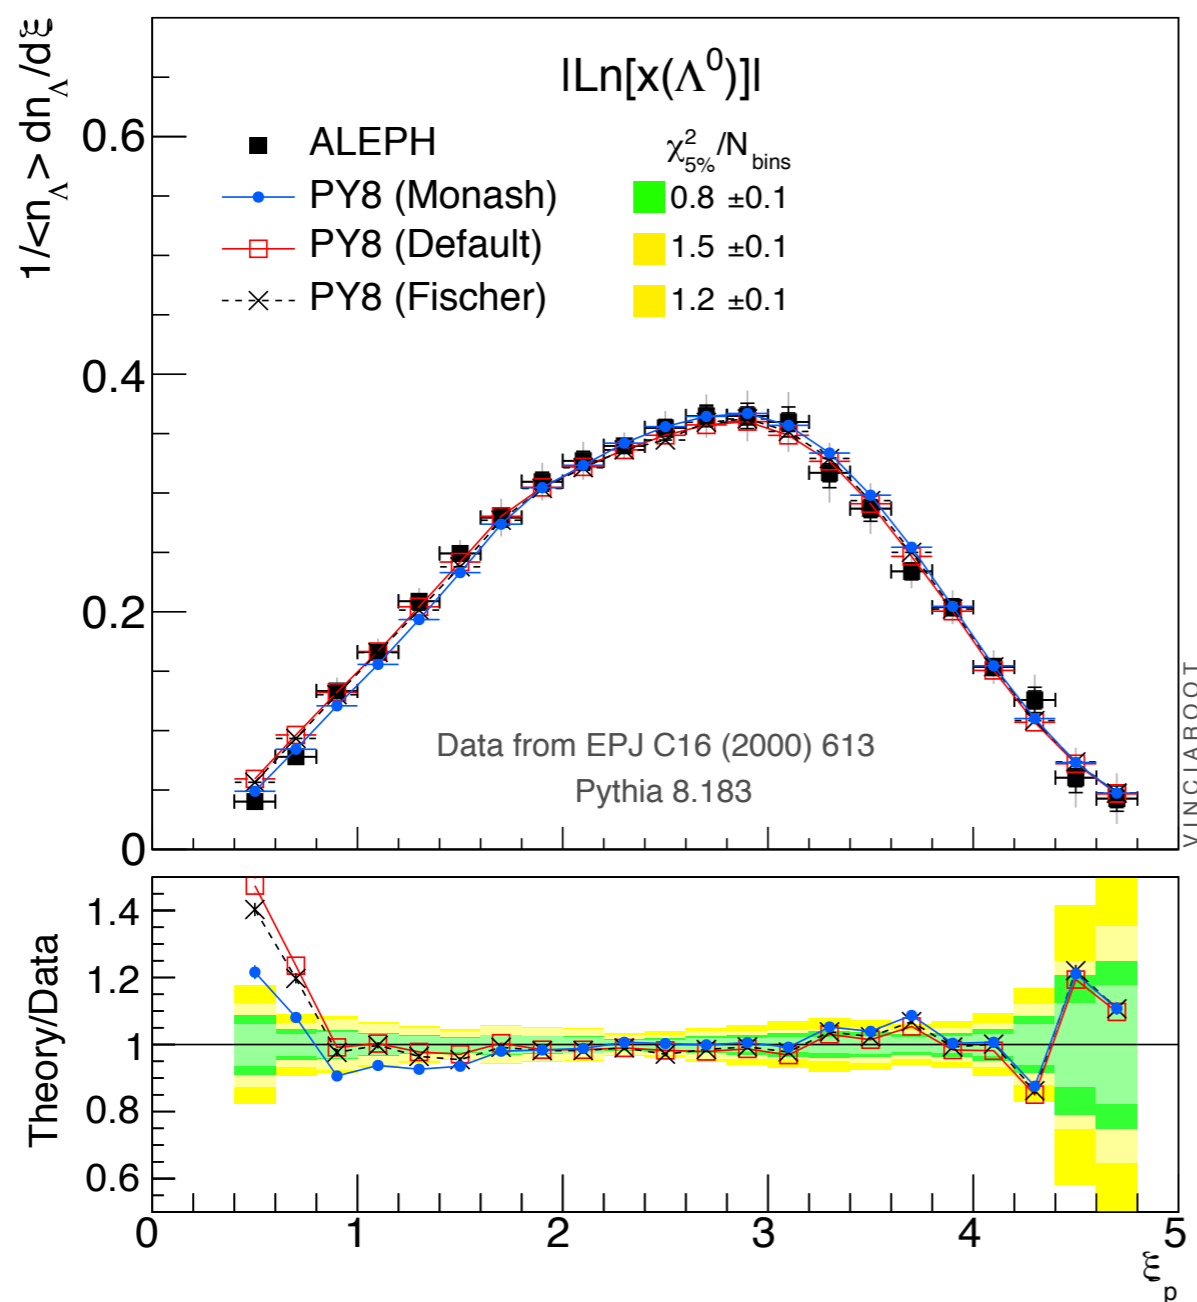 1/<n_Λ> dn_Λ/dξ
|Ln[x(Λ⁰)]|
ALEPH
χ²_5%/N_bins
PY8 (Monash) 0.8 ±0.1
PY8 (Default) 1.5 ±0.1
PY8 (Fischer) 1.2 ±0.1
0.6
0.4
0.2
0
Data from EPJ C16 (2000) 613
Pythia 8.183
VINCIAROOT
Theory/Data
1.4
1.2
1
0.8
0.6
0 1 2 3 4 5
ξ_p